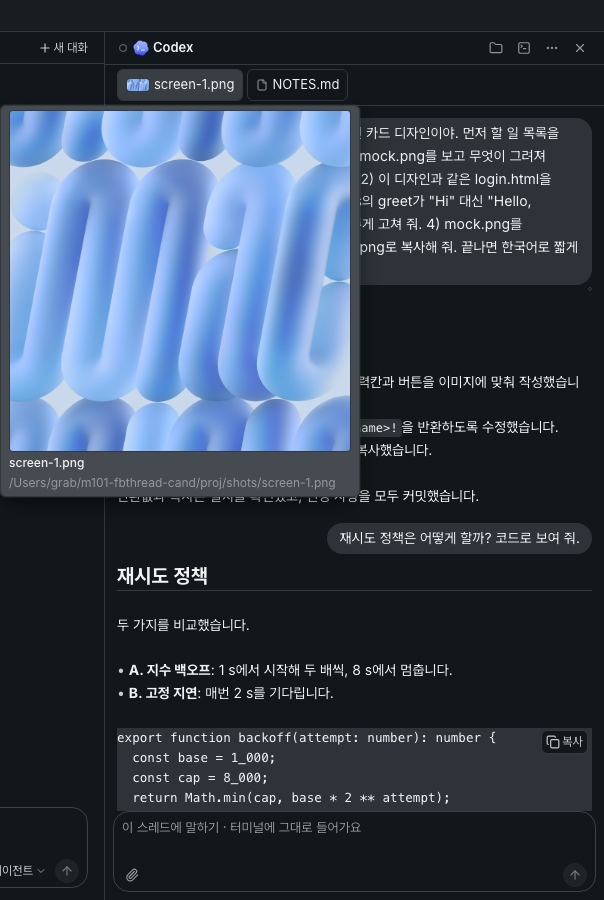 새 대화
Codex
screen-1.png
NOTES.md
카드 디자인이야. 먼저 할 일 목록을
mock.png를 보고 무엇이 그려져
2) 이 디자인과 같은 login.html을
greet가 "Hi" 대신 "Hello,
고쳐 줘. 4) mock.png를
png로 복사해 줘. 끝나면 한국어로 짧게
버튼을 이미지에 맞춰 작성했습니
ame>!을 반환하도록 수정했습니다.
복사했습니다.
screen-1.png
/Users/grab/m101-fbthread-cand/proj/shots/screen-1.png
모두 커밋했습니다.
재시도 정책은 어떻게 할까? 코드로 보여 줘.
재시도 정책
두 가지를 비교했습니다.
• A. 지수 백오프: 1 s에서 시작해 두 배씩, 8 s에서 멈춥니다.
• B. 고정 지연: 매번 2 s를 기다립니다.
복사
export function backoff(attempt: number): number {
  const base = 1_000;
  const cap = 8_000;
  return Math.min(cap, base * 2 ** attempt);
이 스레드에 말하기 · 터미널에 그대로 들어가요
이전트